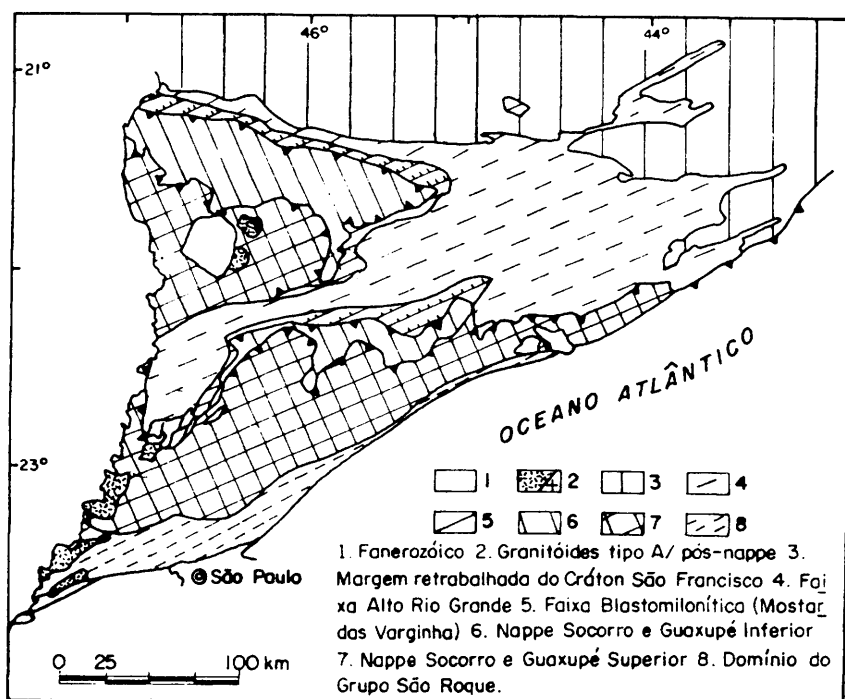 46°
44°
21°
23°
OCEANO ATLÂNTICO
São Paulo
1 2 3 4
5 6 7 8
1. Fanerozóico 2. Granitóides tipo A/ pós-nappe 3.
Margem retrabalhada do Cráton São Francisco 4. Fai
xa Alto Rio Grande 5. Faixa Blastomilonítica (Mostar
das Varginha) 6. Nappe Socorro e Guaxupé Inferior
7. Nappe Socorro e Guaxupé Superior 8. Domínio do
Grupo São Roque.
0 25 100 km